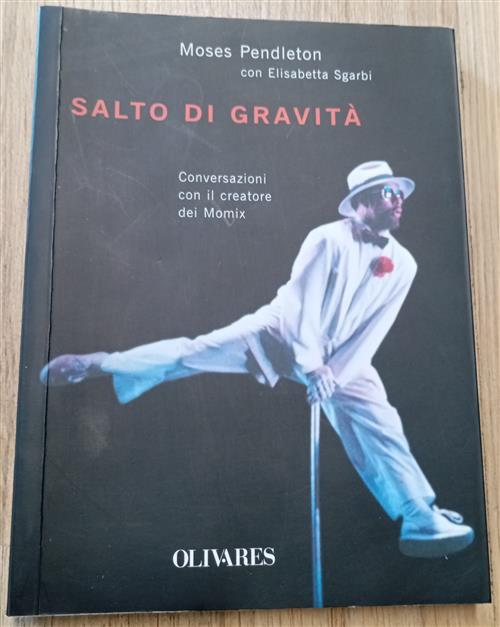 Moses Pendleton
con Elisabetta Sgarbi
SALTO DI GRAVITÀ
Conversazioni
con il creatore
dei Momix
OLIVARES